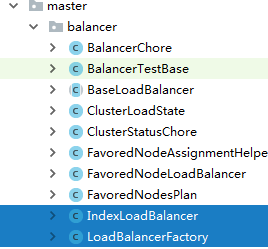 master
balancer
BalancerChore
BalancerTestBase
BaseLoadBalancer
ClusterLoadState
ClusterStatusChore
FavoredNodeAssignmentHelpe
FavoredNodeLoadBalancer
FavoredNodesPlan
IndexLoadBalancer
LoadBalancerFactory